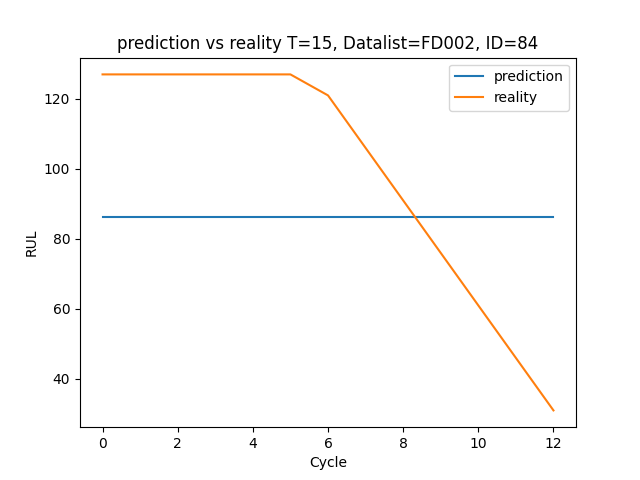 prediction vs reality T=15, Datalist=FD002, ID=84
prediction
reality
RUL
120
100
80
60
40
0 2 4 6 8 10 12
Cycle